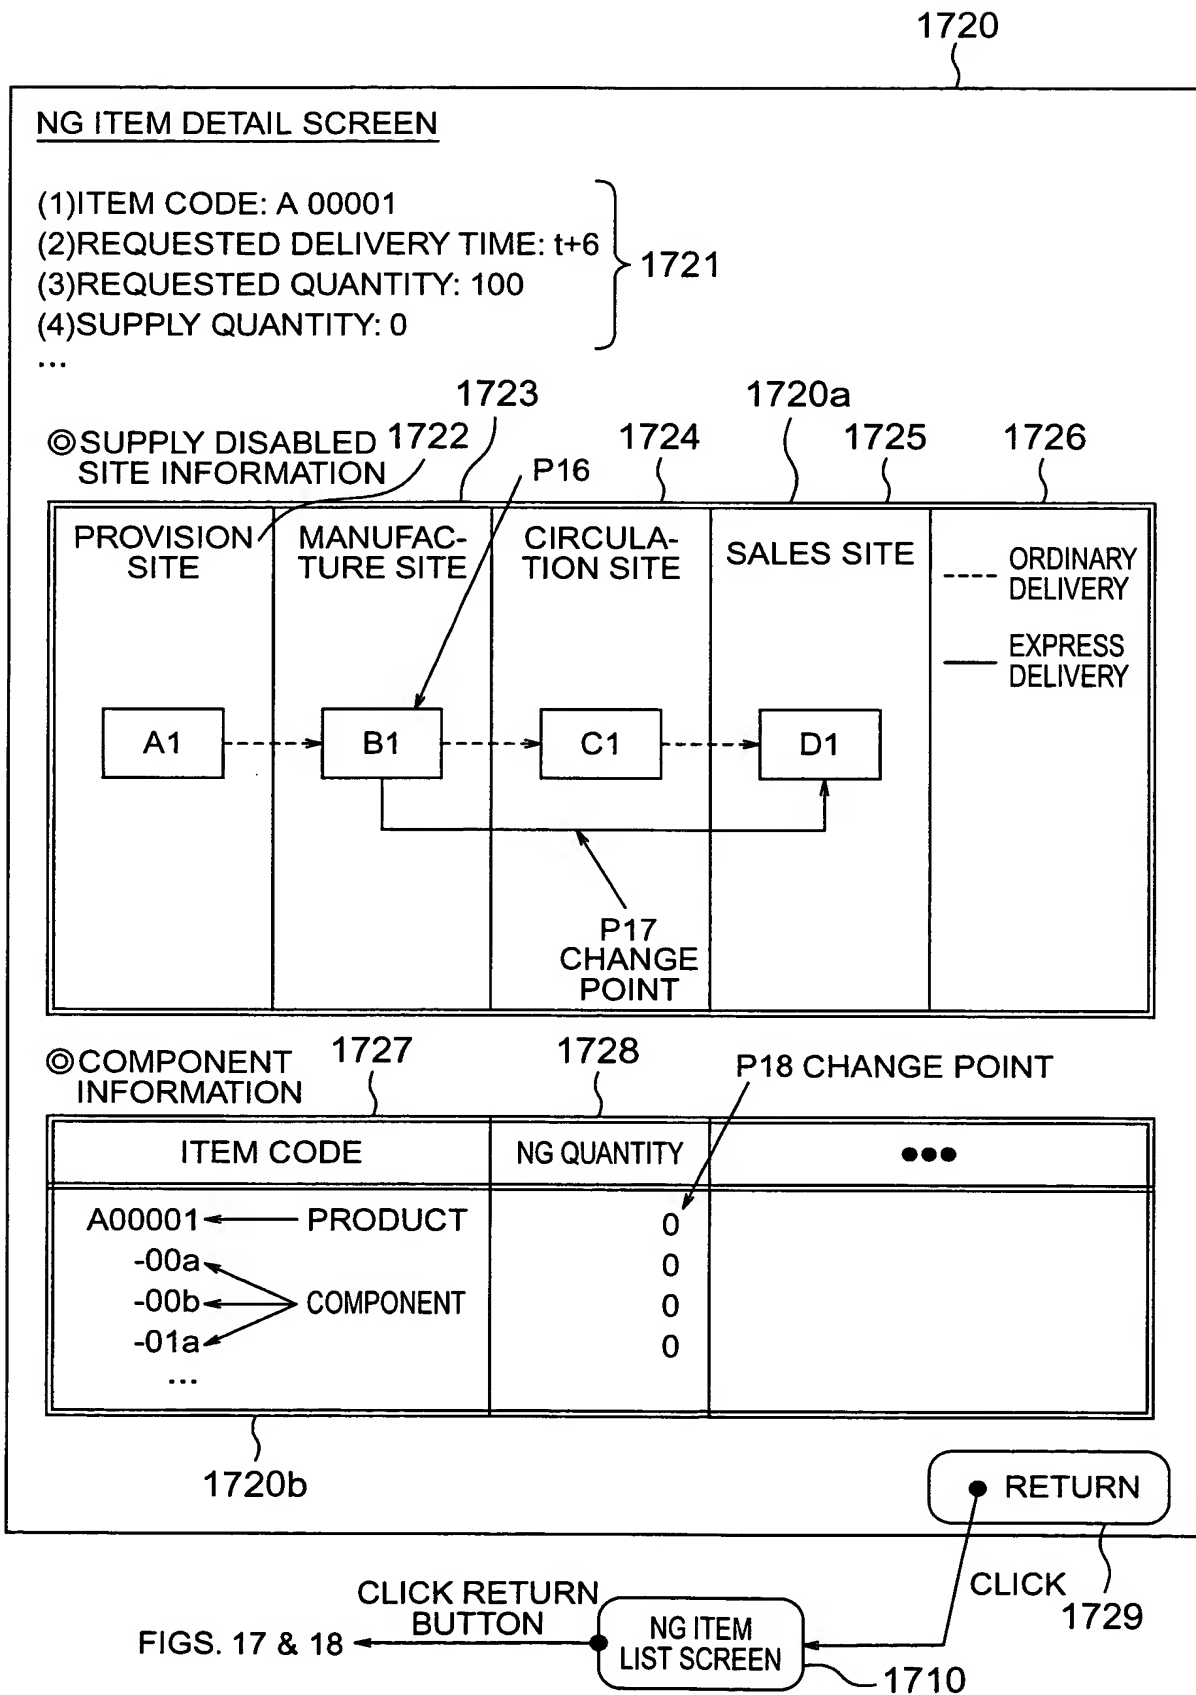 1720
NG ITEM DETAIL SCREEN
(1)ITEM CODE: A 00001
(2)REQUESTED DELIVERY TIME: t+6
(3)REQUESTED QUANTITY: 100
(4)SUPPLY QUANTITY: 0
...
1721
1723
1720a
◎SUPPLY DISABLED
SITE INFORMATION
1722
1724
1725
1726
P16
PROVISION
SITE
MANUFAC-
TURE SITE
CIRCULA-
TION SITE
SALES SITE
ORDINARY
DELIVERY
EXPRESS
DELIVERY
A1
B1
C1
D1
P17
CHANGE
POINT
◎COMPONENT
INFORMATION
1727
1728
P18 CHANGE POINT
ITEM CODE
NG QUANTITY
●●●
A00001
PRODUCT
0
-00a
0
-00b
COMPONENT
0
-01a
0
...
1720b
RETURN
CLICK
1729
CLICK RETURN
BUTTON
FIGS. 17 & 18
NG ITEM
LIST SCREEN
1710